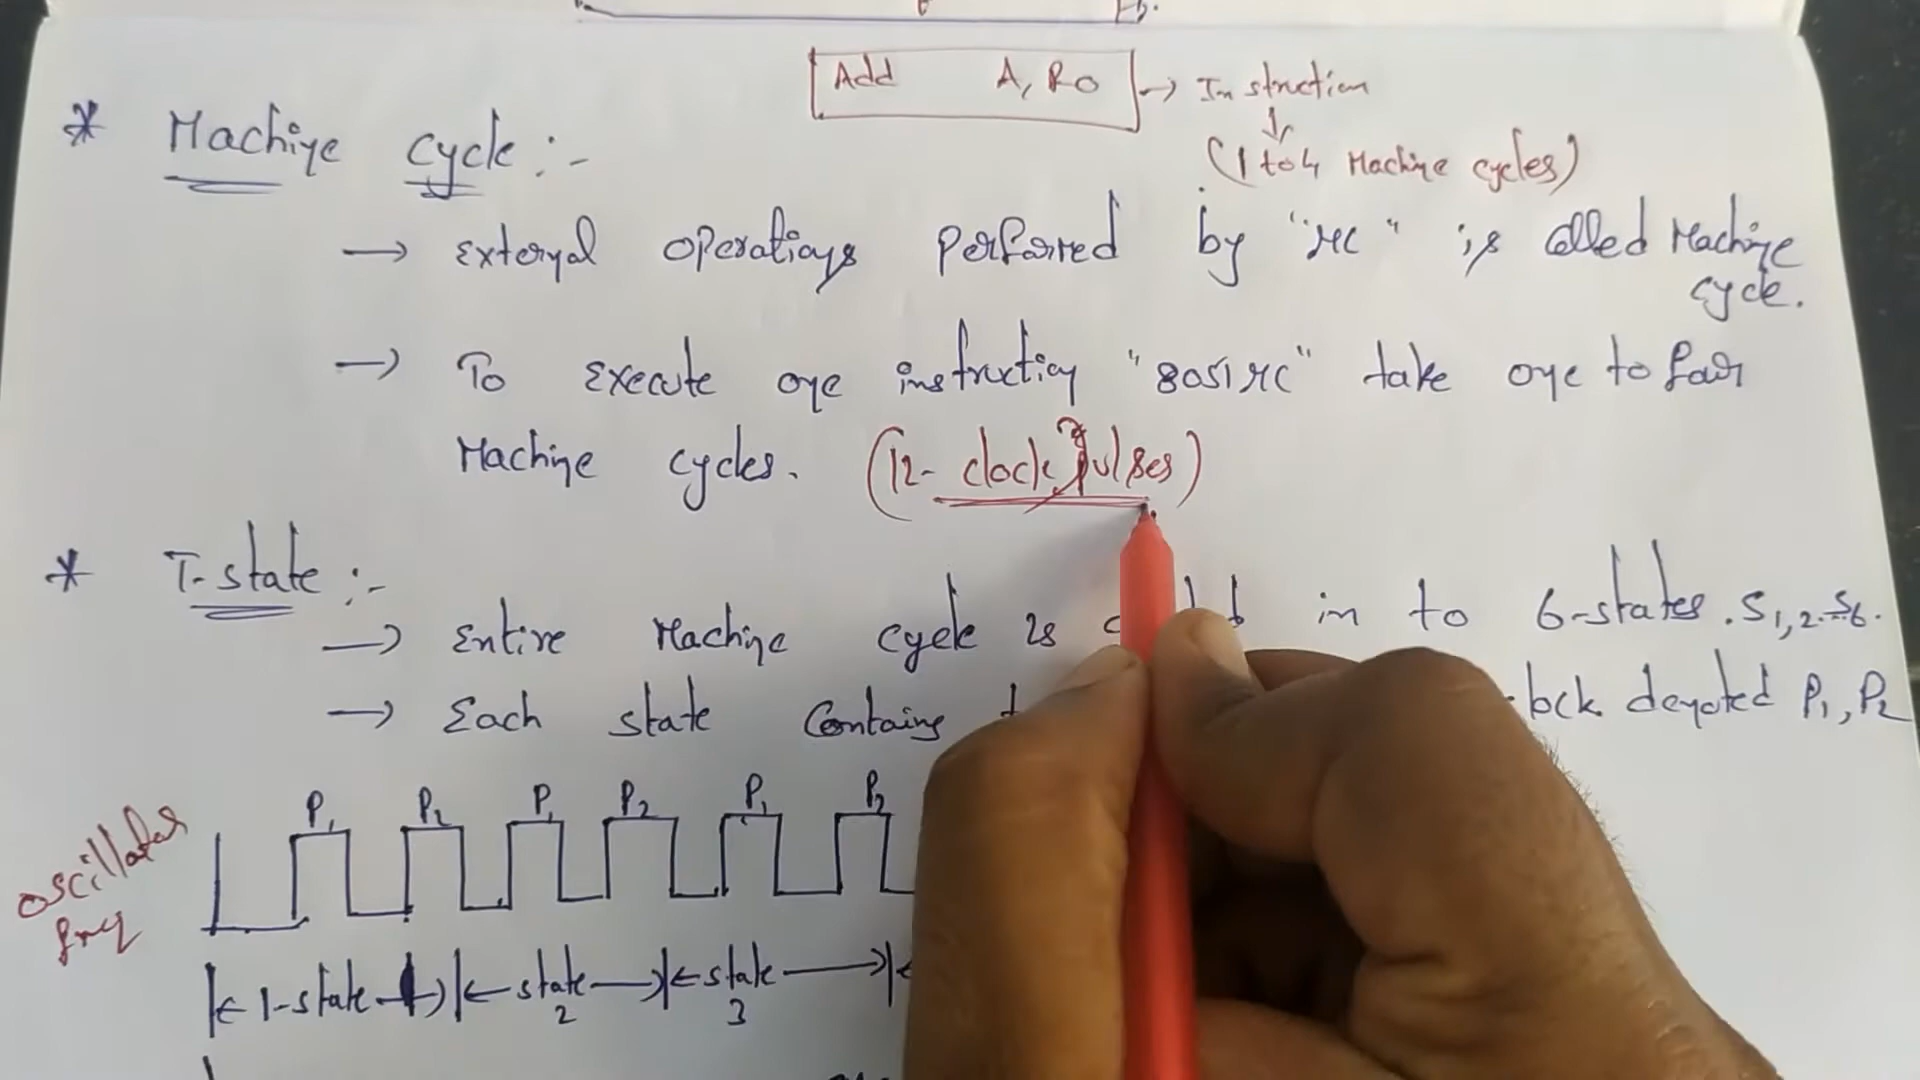 Add A, R0 → Instruction
(1 to 4 Machine cycles)
* Machine cycle :-
→ External operations performed by "MC" is called Machine
cycle.
→ To Execute one instruction "8051 MC" take one to four
Machine cycles. (12- clock pulses)
* T-state :-
→ Entire Machine cycle is in to 6-states. S1,2..S6.
→ Each state Contains clock denoted P1, P2
P1 P2 P1 P2 P1 P2
oscillator
freq
1-state state state
2 3